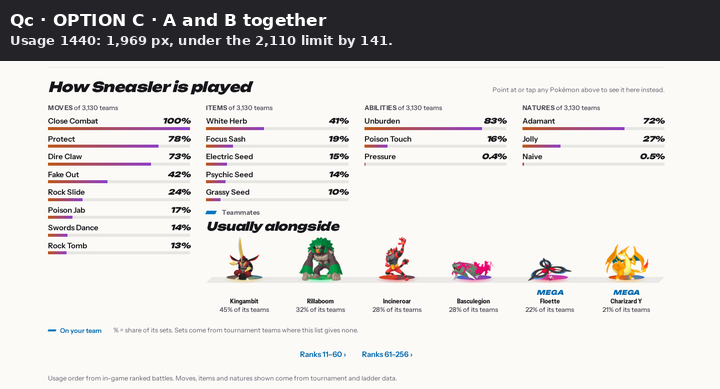 Qc · OPTION C · A and B together
Usage 1440: 1,969 px, under the 2,110 limit by 141.
How Sneasler is played
Point at or tap any Pokémon above to see it here instead.
MOVES of 3,130 teams
Close Combat 100%
Protect 78%
Dire Claw 73%
Fake Out 42%
Rock Slide 24%
Poison Jab 17%
Swords Dance 14%
Rock Tomb 13%
ITEMS of 3,130 teams
White Herb 41%
Focus Sash 19%
Electric Seed 15%
Psychic Seed 14%
Grassy Seed 10%
ABILITIES of 3,130 teams
Unburden 83%
Poison Touch 16%
Pressure 0.4%
NATURES of 3,130 teams
Adamant 72%
Jolly 27%
Naive 0.5%
Teammates
Usually alongside
Kingambit
45% of its teams
Rillaboom
32% of its teams
Incineroar
28% of its teams
Basculegion
28% of its teams
MEGA
Floette
22% of its teams
MEGA
Charizard Y
21% of its teams
On your team
% = share of its sets. Sets come from tournament teams where this list gives none.
Ranks 11–60 ›
Ranks 61–256 ›
Usage order from in-game ranked battles. Moves, items and natures shown come from tournament and ladder data.